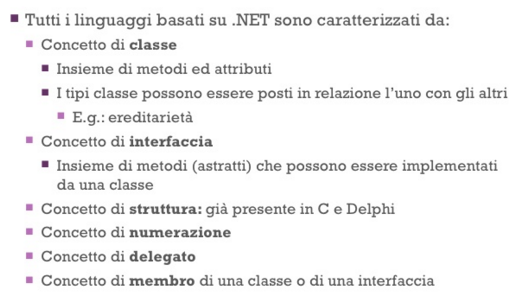 Tutti i linguaggi basati su .NET sono caratterizzati da:
Concetto di classe
Insieme di metodi ed attributi
I tipi classe possono essere posti in relazione l'uno con gli altri
E.g.: ereditarietà
Concetto di interfaccia
Insieme di metodi (astratti) che possono essere implementati
da una classe
Concetto di struttura: già presente in C e Delphi
Concetto di numerazione
Concetto di delegato
Concetto di membro di una classe o di una interfaccia